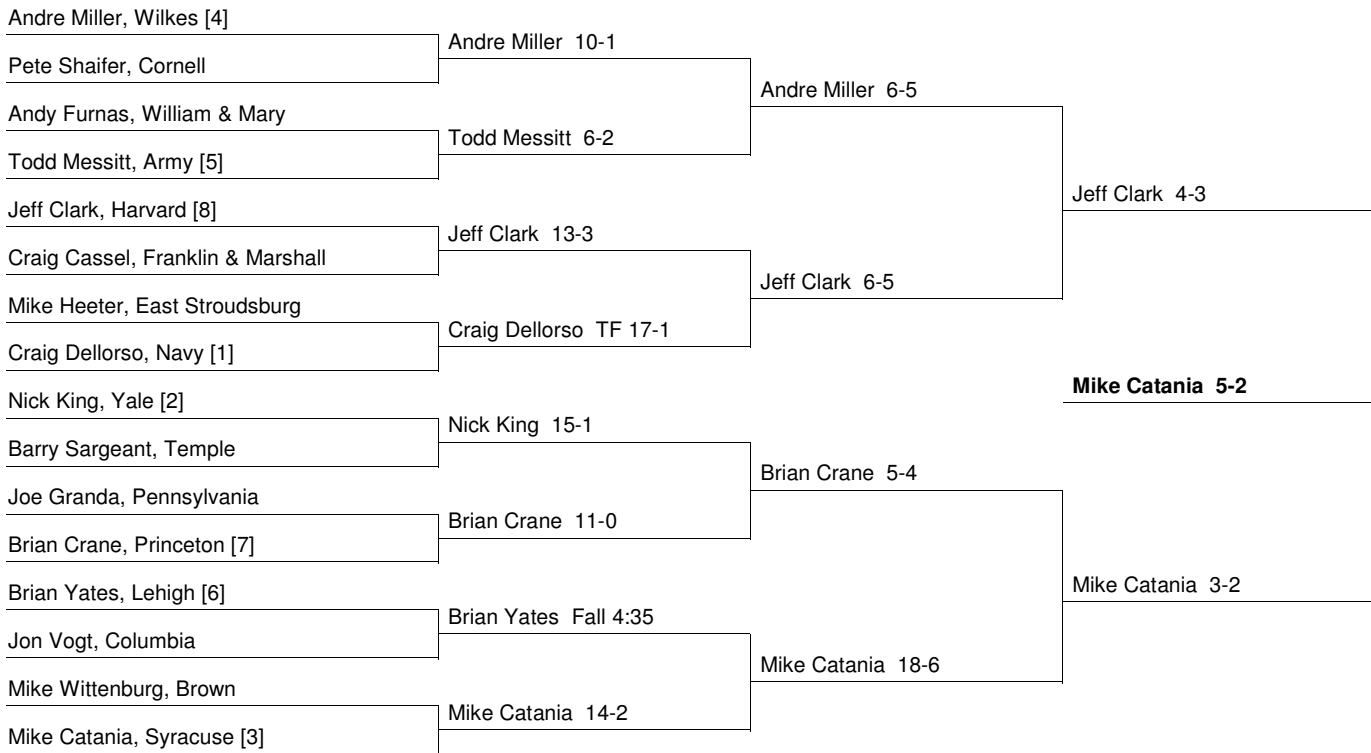 Andre Miller, Wilkes [4]
Andre Miller 10-1
Pete Shaifer, Cornell
Andre Miller 6-5
Andy Furnas, William & Mary
Todd Messitt 6-2
Todd Messitt, Army [5]
Jeff Clark 4-3
Jeff Clark, Harvard [8]
Jeff Clark 13-3
Craig Cassel, Franklin & Marshall
Jeff Clark 6-5
Mike Heeter, East Stroudsburg
Craig Dellorso TF 17-1
Craig Dellorso, Navy [1]
Mike Catania 5-2
Nick King, Yale [2]
Nick King 15-1
Barry Sargeant, Temple
Brian Crane 5-4
Joe Granda, Pennsylvania
Brian Crane 11-0
Brian Crane, Princeton [7]
Mike Catania 3-2
Brian Yates, Lehigh [6]
Brian Yates Fall 4:35
Jon Vogt, Columbia
Mike Catania 18-6
Mike Wittenburg, Brown
Mike Catania 14-2
Mike Catania, Syracuse [3]